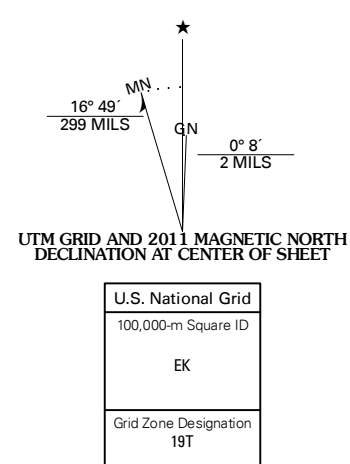 ★
MN
16° 49´
299 MILS
GN
0° 8´
2 MILS
UTM GRID AND 2011 MAGNETIC NORTH
DECLINATION AT CENTER OF SHEET
U.S. National Grid
100,000-m Square ID
EK
Grid Zone Designation
19T